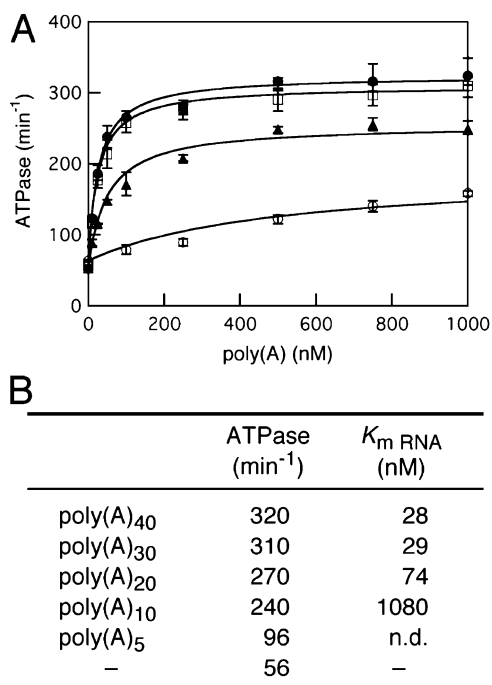 A
400
300
200
100
0
ATPase (min-1)
0 200 400 600 800 1000
poly(A) (nM)
B
ATPase Km RNA
(min-1) (nM)
poly(A)40 320 28
poly(A)30 310 29
poly(A)20 270 74
poly(A)10 240 1080
poly(A)5 96 n.d.
– 56 –